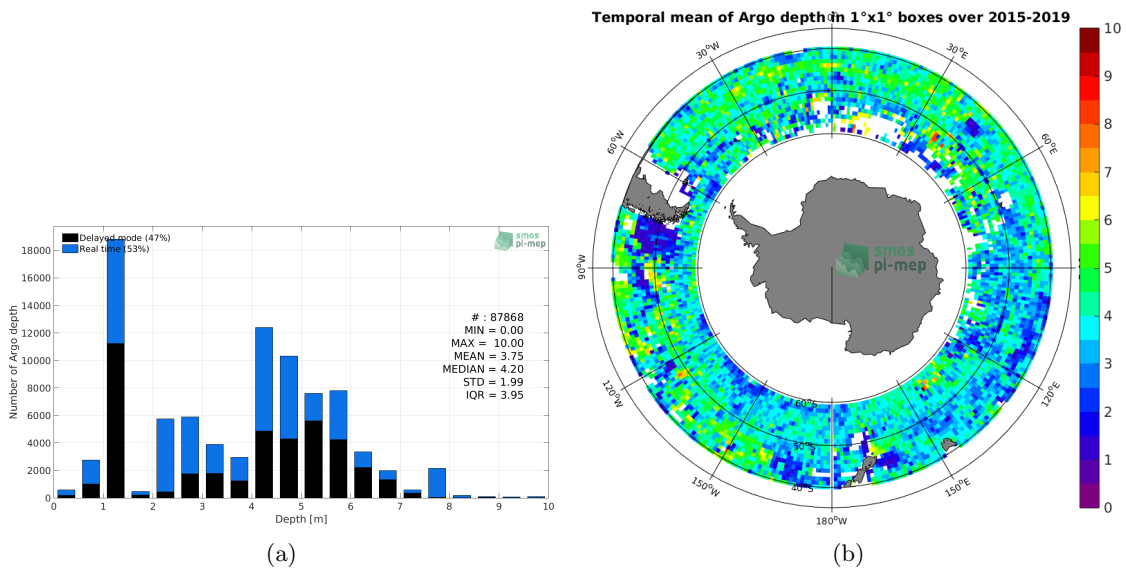 Temporal mean of Argo depth in 1°x1° boxes over 2015-2019
Delayed mode (47%)
Real time (53%)
smos
pi-mep
# : 87868
MIN = 0.00
MAX = 10.00
MEAN = 3.75
MEDIAN = 4.20
STD = 1.99
IQR = 3.95
Number of Argo depth
18000
16000
14000
12000
10000
8000
6000
4000
2000
0
0 1 2 3 4 5 6 7 8 9 10
Depth [m]
(a)
0°
30°W
30°E
60°W
60°E
90°W
120°W
120°E
150°W
150°E
180°W
60°S
50°S
40°S
smos
pi-mep
10
9
8
7
6
5
4
3
2
1
0
(b)